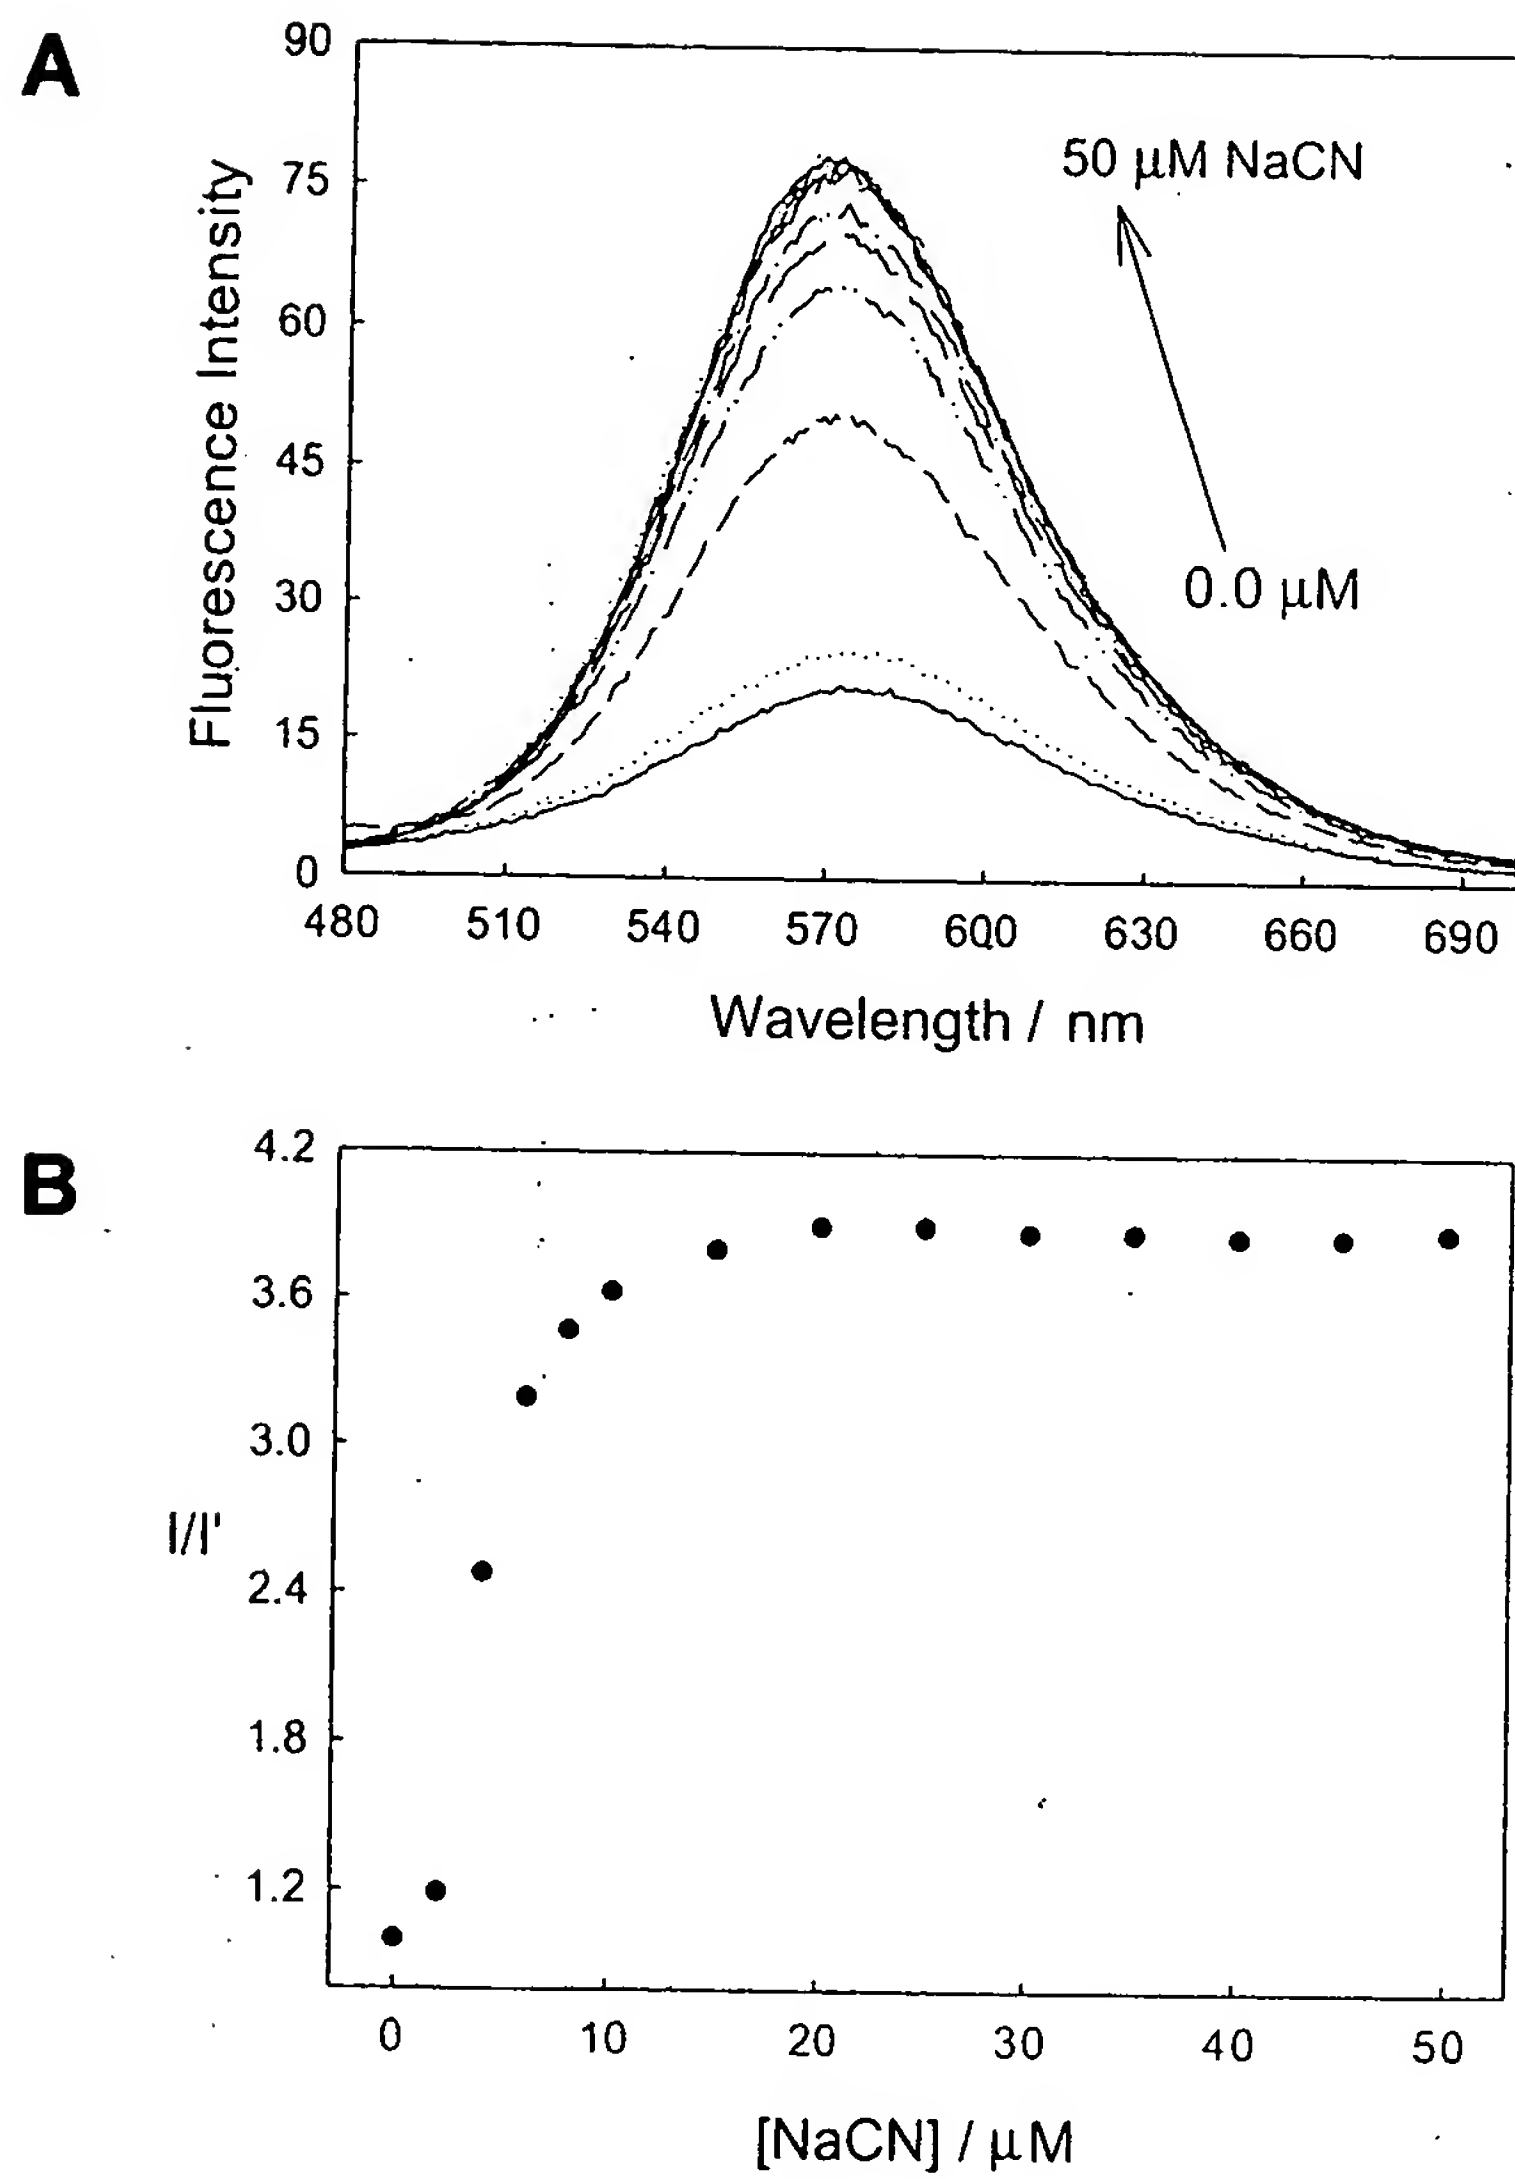 A
90
75
60
45
30
15
0
Fluorescence Intensity
50 μM NaCN
0.0 μM
480 510 540 570 600 630 660 690
Wavelength / nm
B
4.2
3.6
3.0
2.4
1.8
1.2
I/I'
0 10 20 30 40 50
[NaCN] / μM